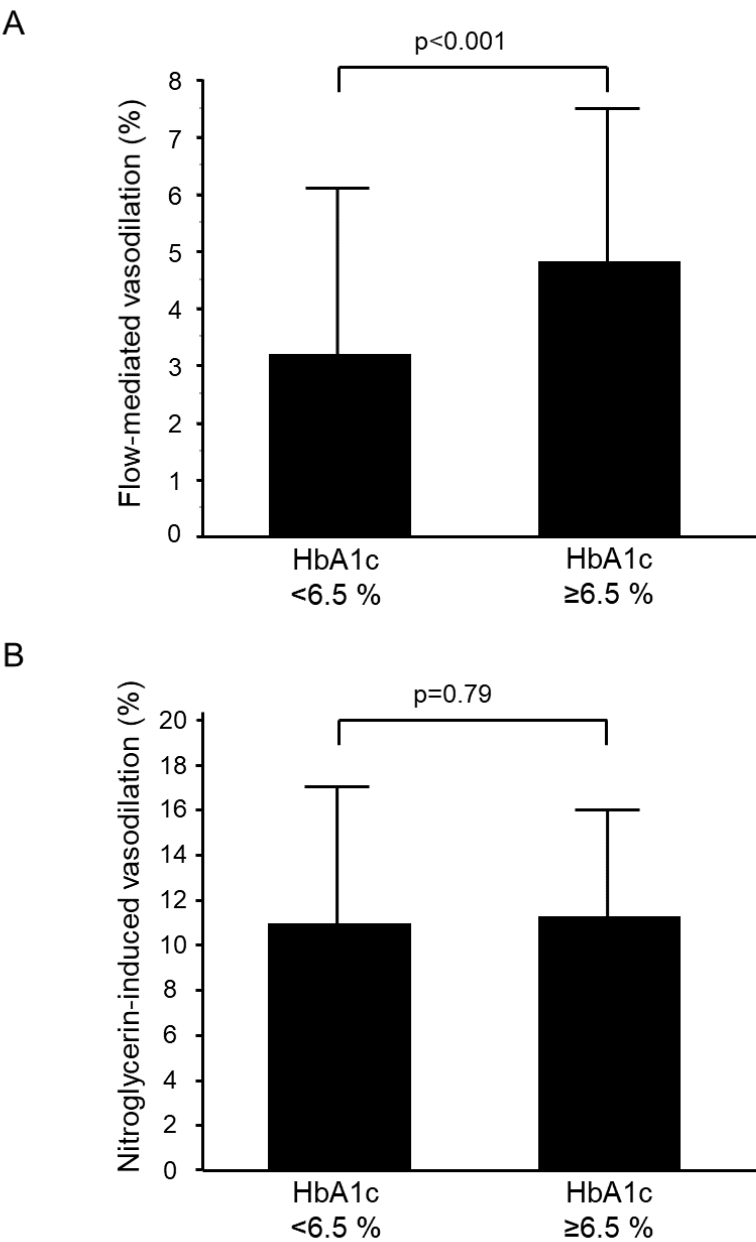 A
p<0.001
Flow-mediated vasodilation (%)
8
7
6
5
4
3
2
1
0
HbA1c
<6.5 %
HbA1c
≥6.5 %
B
p=0.79
Nitroglycerin-induced vasodilation (%)
20
18
16
14
12
10
8
6
4
2
0
HbA1c
<6.5 %
HbA1c
≥6.5 %